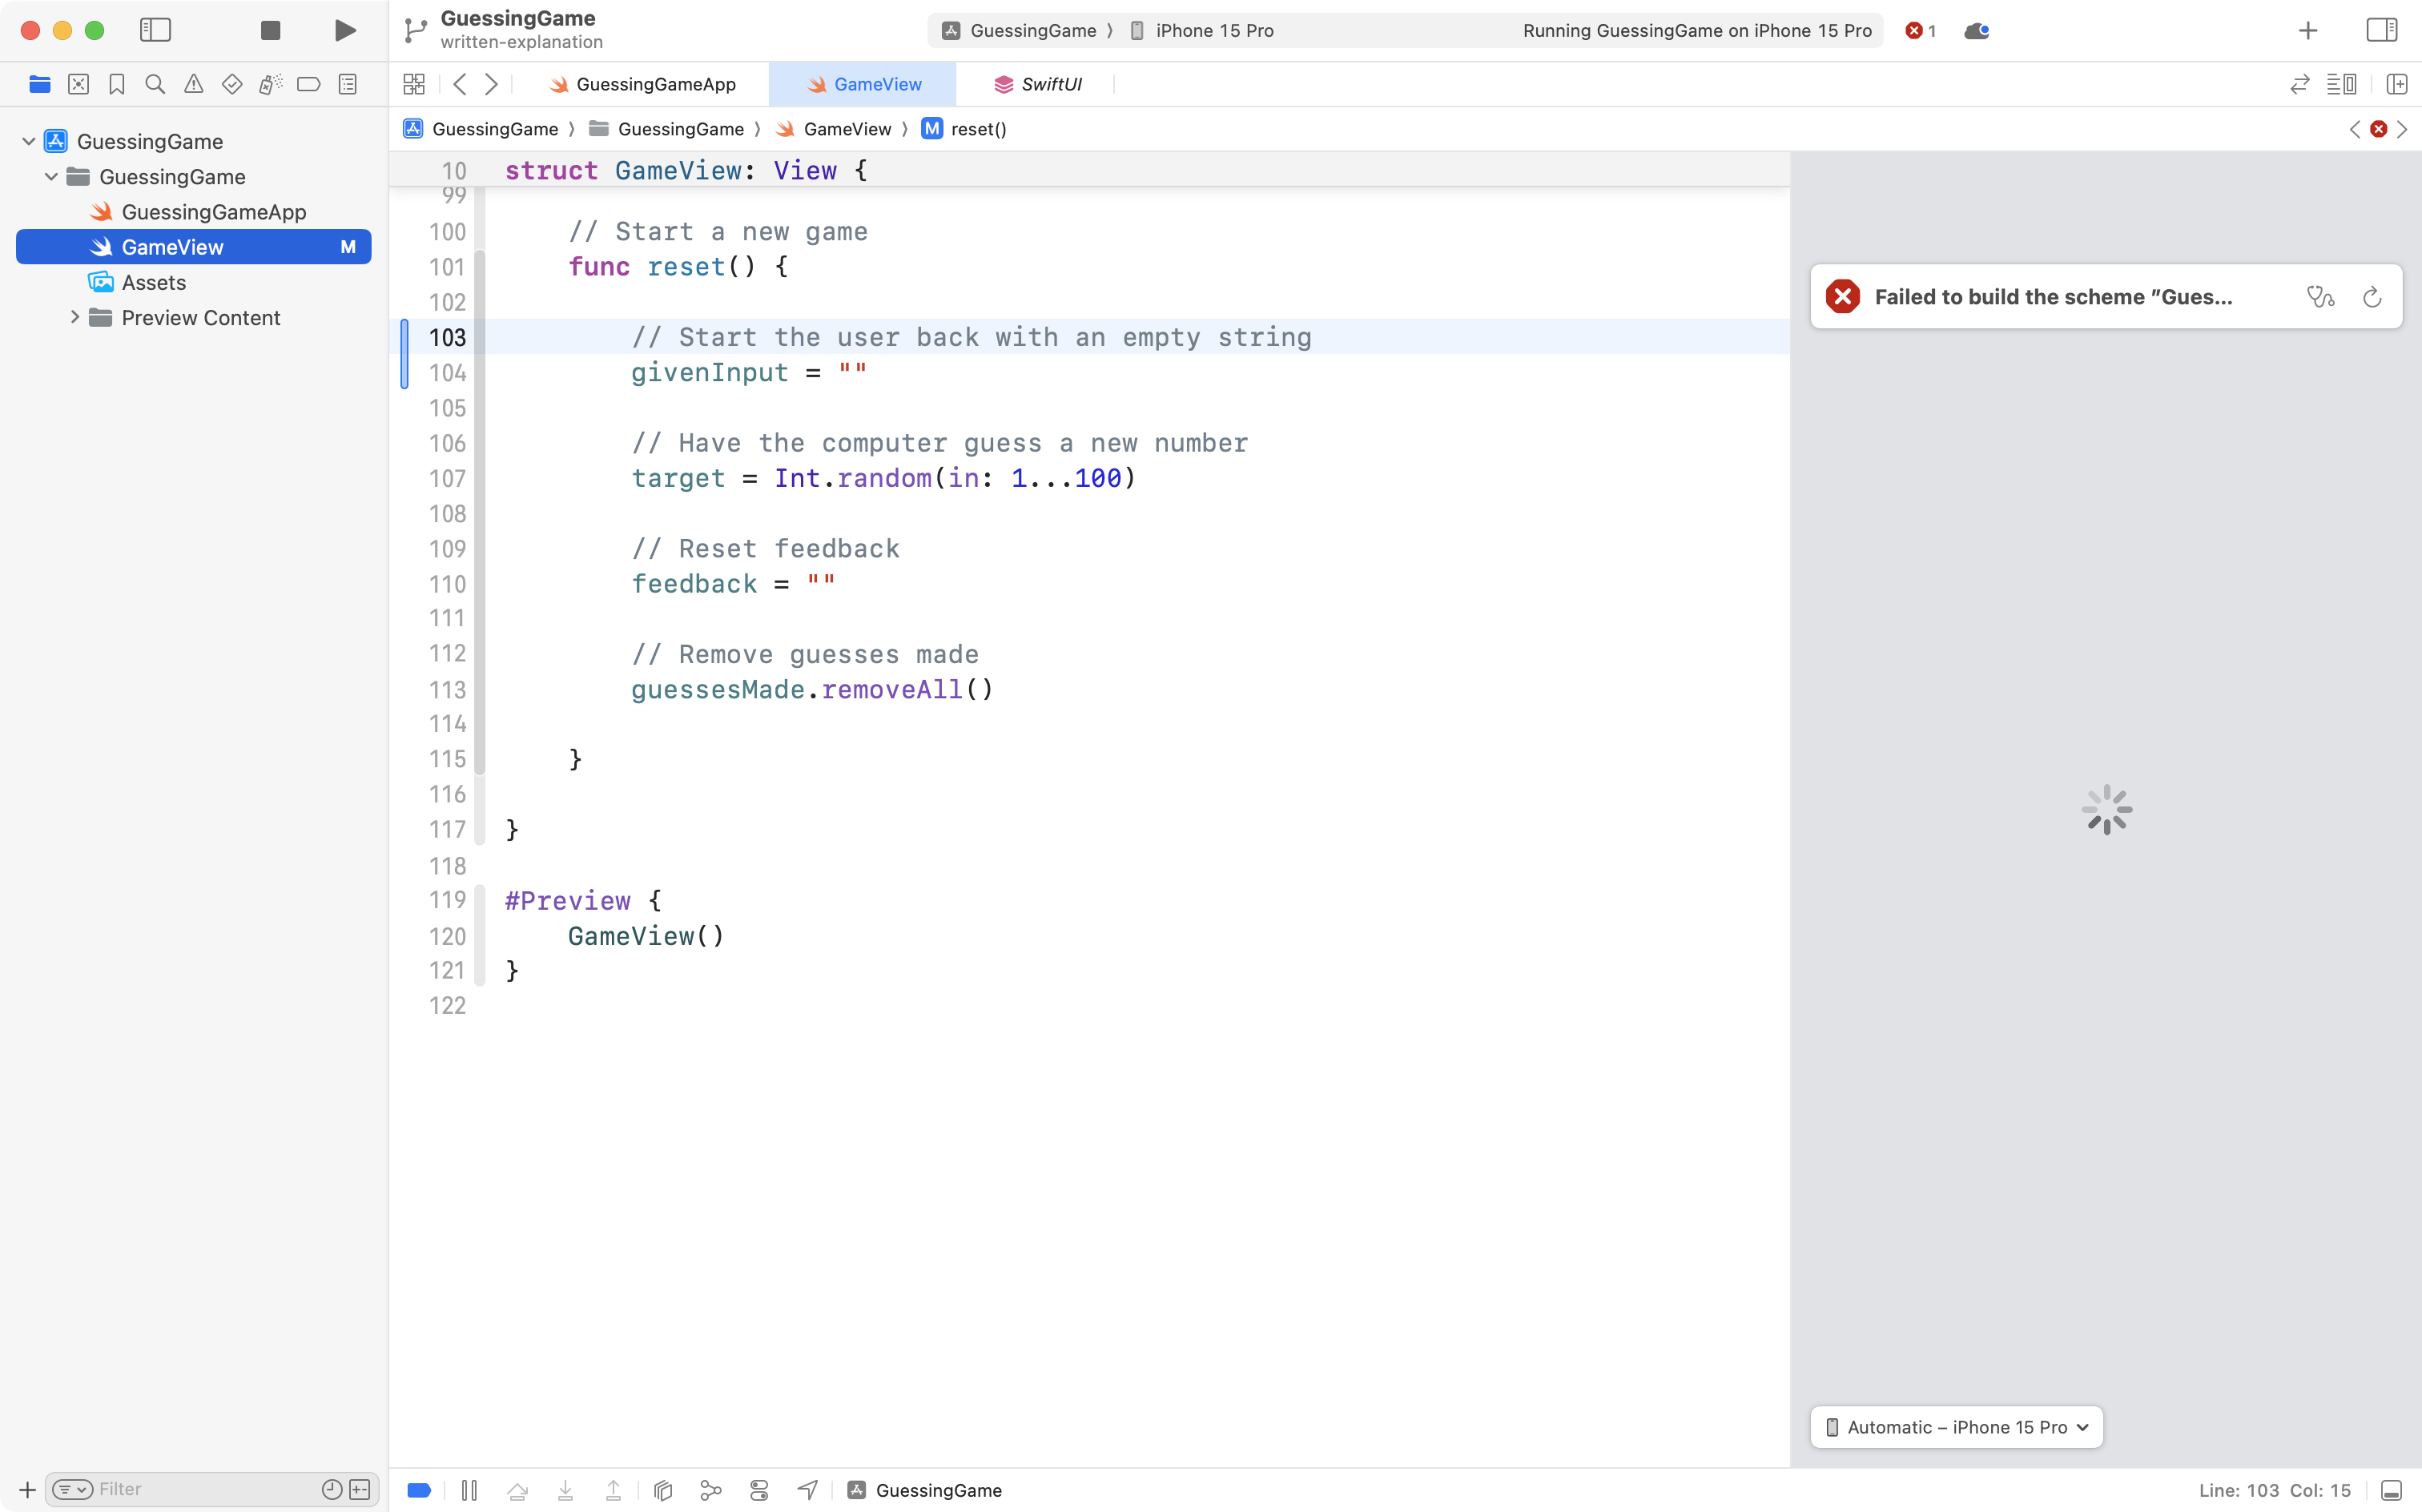 GuessingGame
written-explanation
GuessingGame 〉 iPhone 15 Pro
Running GuessingGame on iPhone 15 Pro
1
GuessingGameApp
GameView
SwiftUI
GuessingGame 〉 GuessingGame 〉 GameView 〉 M reset()
GuessingGame
GuessingGame
GuessingGameApp
GameView M
Assets
Preview Content
10 struct GameView: View {
99
100 // Start a new game
101 func reset() {
102
103 // Start the user back with an empty string
104 givenInput = ""
105
106 // Have the computer guess a new number
107 target = Int.random(in: 1...100)
108
109 // Reset feedback
110 feedback = ""
111
112 // Remove guesses made
113 guessesMade.removeAll()
114
115 }
116
117 }
118
119 #Preview {
120 GameView()
121 }
122
Failed to build the scheme ”Gues...
Automatic – iPhone 15 Pro
Filter
GuessingGame
Line: 103 Col: 15